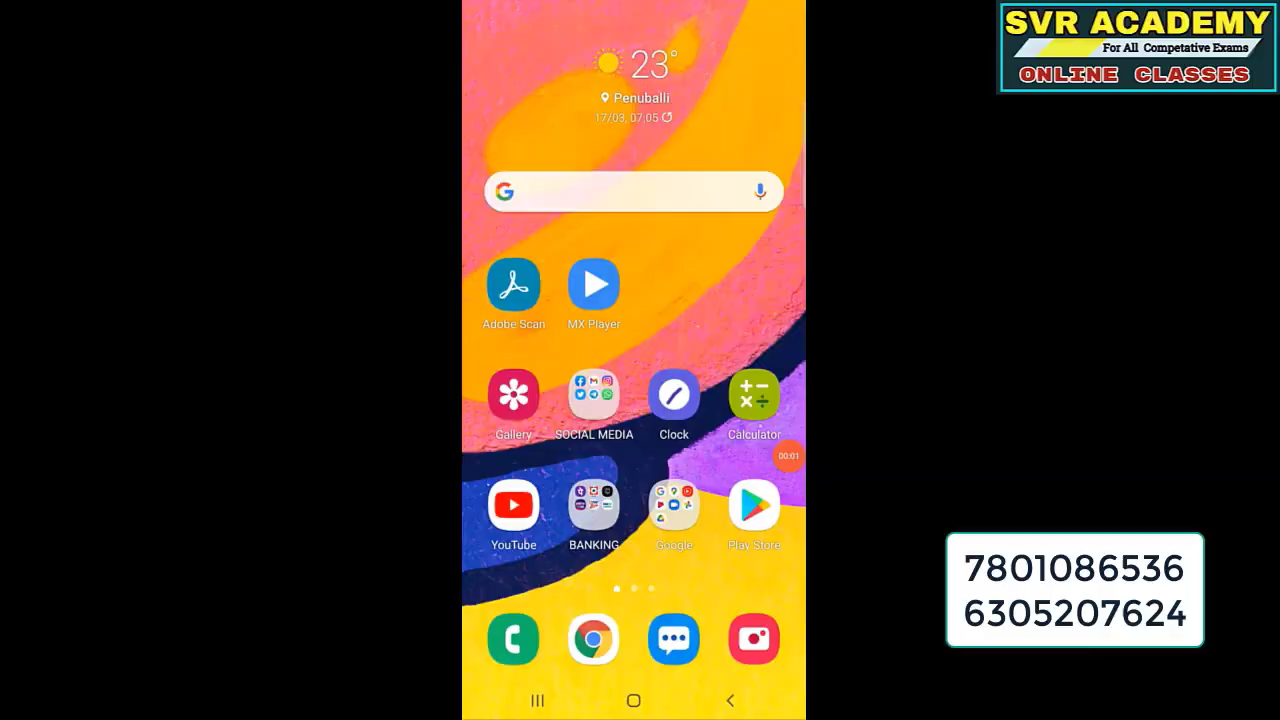 SVR ACADEMY
For All Competative Exams
ONLINE CLASSES
23°
Penuballi
17/03, 07:05
Adobe Scan
MX Player
Gallery
SOCIAL MEDIA
Clock
Calculator
00:01
YouTube
BANKING
Google
Play Store
7801086536
6305207624